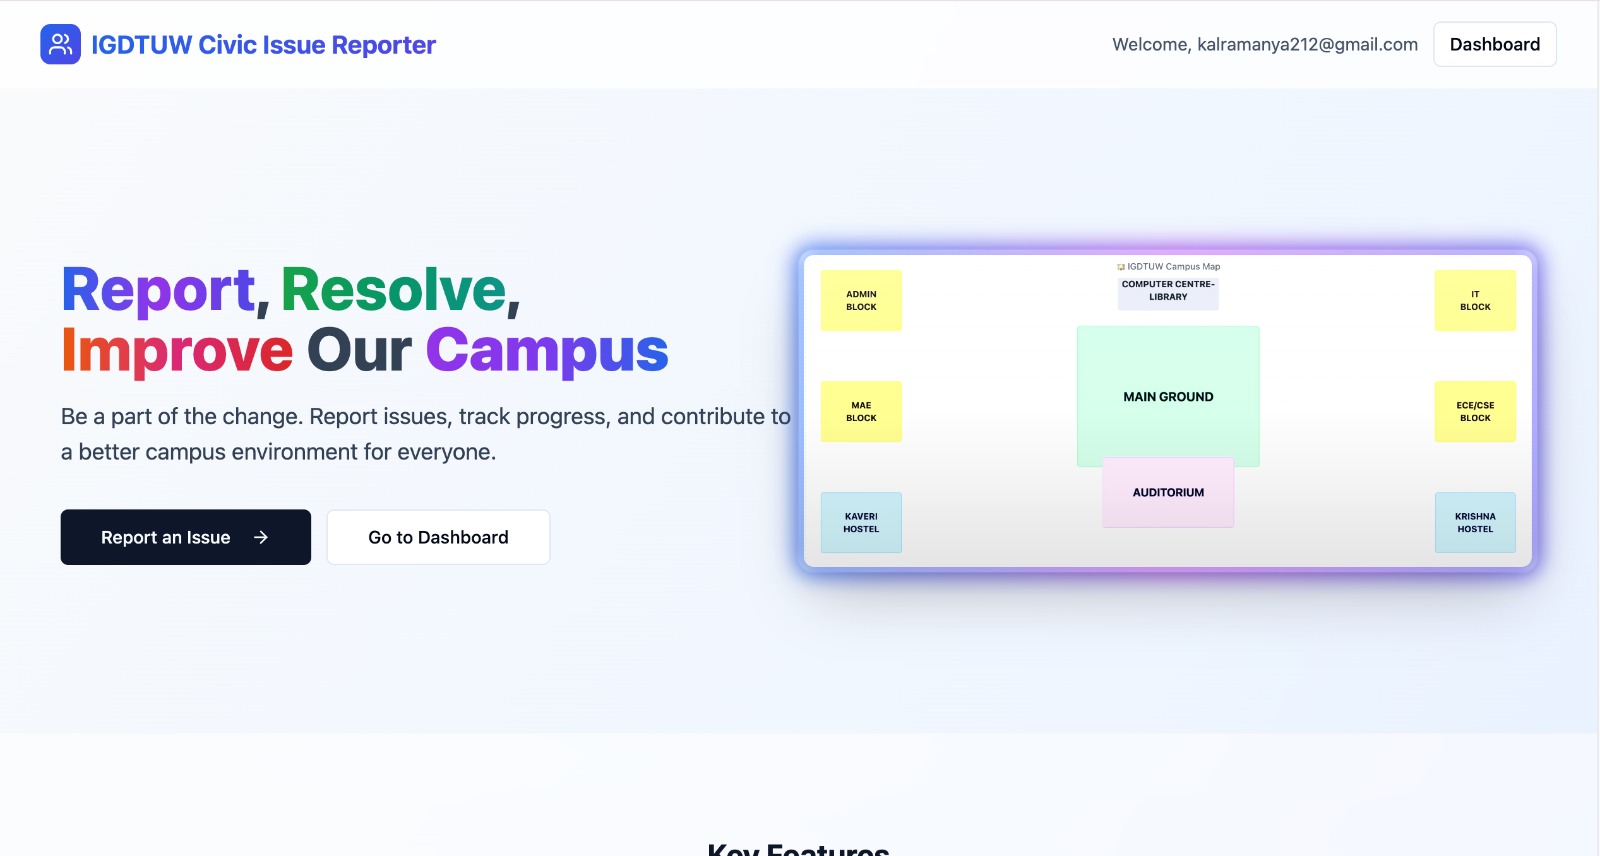 IGDTUW Civic Issue Reporter
Welcome, kalramanya212@gmail.com
Dashboard
Report, Resolve,
Improve Our Campus
Be a part of the change. Report issues, track progress, and contribute to
a better campus environment for everyone.
Report an Issue →
Go to Dashboard
IGDTUW Campus Map
COMPUTER CENTRE-
LIBRARY
ADMIN
BLOCK
IT
BLOCK
MAIN GROUND
MAE
BLOCK
ECE/CSE
BLOCK
AUDITORIUM
KAVERI
HOSTEL
KRISHNA
HOSTEL
Key Features